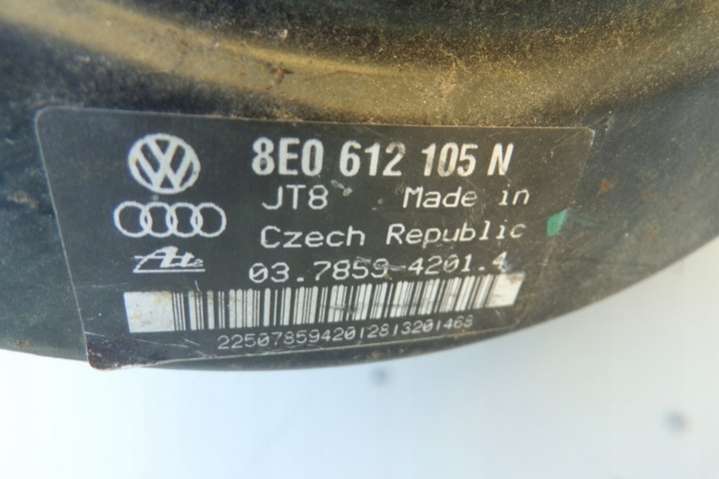 8E0 612 105 N
JT8 Made in
Czech Republic
03.7859-4201.4
22507859420128132014​68